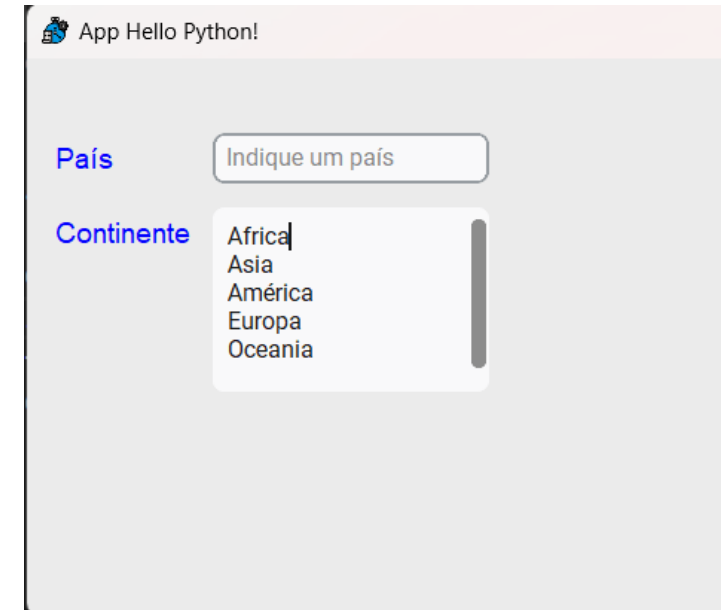 App Hello Python!
País
Indique um país
Continente
Africa
Asia
América
Europa
Oceania